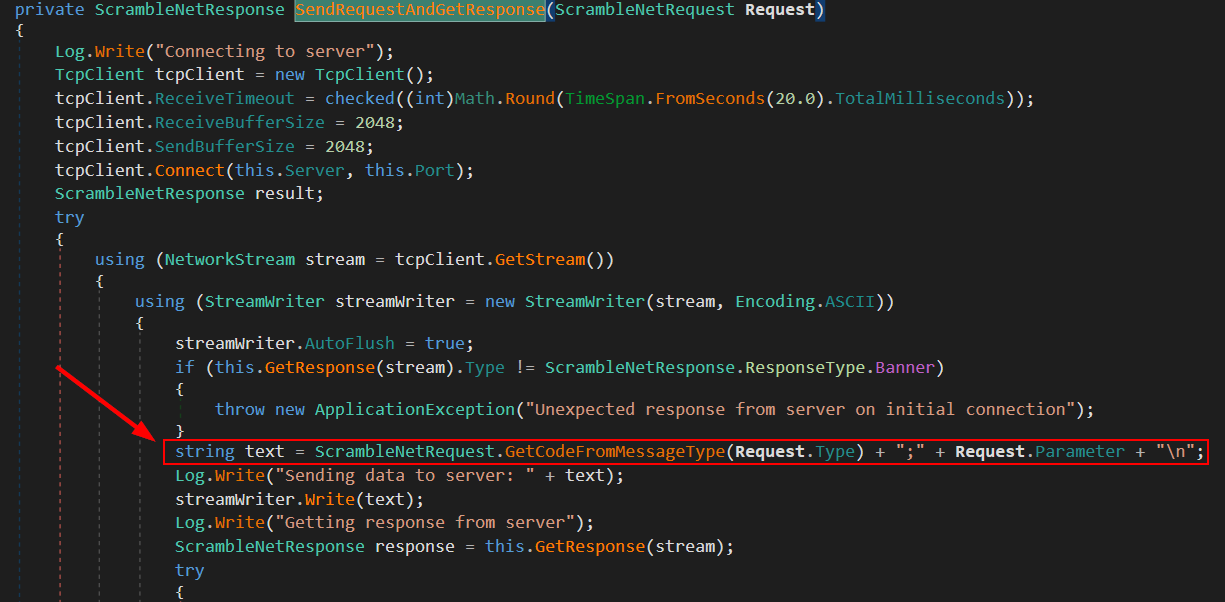 private ScrambleNetResponse SendRequestAndGetResponse(ScrambleNetRequest Request)
{
Log.Write("Connecting to server");
TcpClient tcpClient = new TcpClient();
tcpClient.ReceiveTimeout = checked((int)Math.Round(TimeSpan.FromSeconds(20.0).TotalMilliseconds));
tcpClient.ReceiveBufferSize = 2048;
tcpClient.SendBufferSize = 2048;
tcpClient.Connect(this.Server, this.Port);
ScrambleNetResponse result;
try
{
using (NetworkStream stream = tcpClient.GetStream())
{
using (StreamWriter streamWriter = new StreamWriter(stream, Encoding.ASCII))
{
streamWriter.AutoFlush = true;
if (this.GetResponse(stream).Type != ScrambleNetResponse.ResponseType.Banner)
{
throw new ApplicationException("Unexpected response from server on initial connection");
}
string text = ScrambleNetRequest.GetCodeFromMessageType(Request.Type) + ";" + Request.Parameter + "\n";
Log.Write("Sending data to server: " + text);
streamWriter.Write(text);
Log.Write("Getting response from server");
ScrambleNetResponse response = this.GetResponse(stream);
try
{